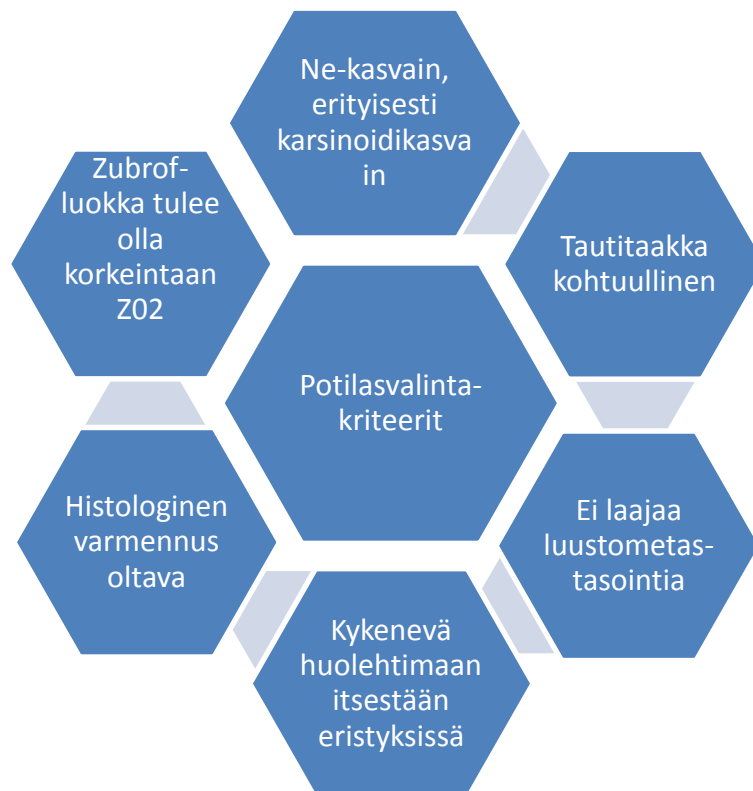 Ne-kasvain,
erityisesti
karsinoidikasva
in
Tautitaakka
kohtuullinen
Ei laajaa
luustometas-
tasointia
Kykenevä
huolehtimaan
itsestään
eristyksissä
Histologinen
varmennus
oltava
Zubrof-
luokka tulee
olla
korkeintaan
Z02
Potilasvalinta-
kriteerit